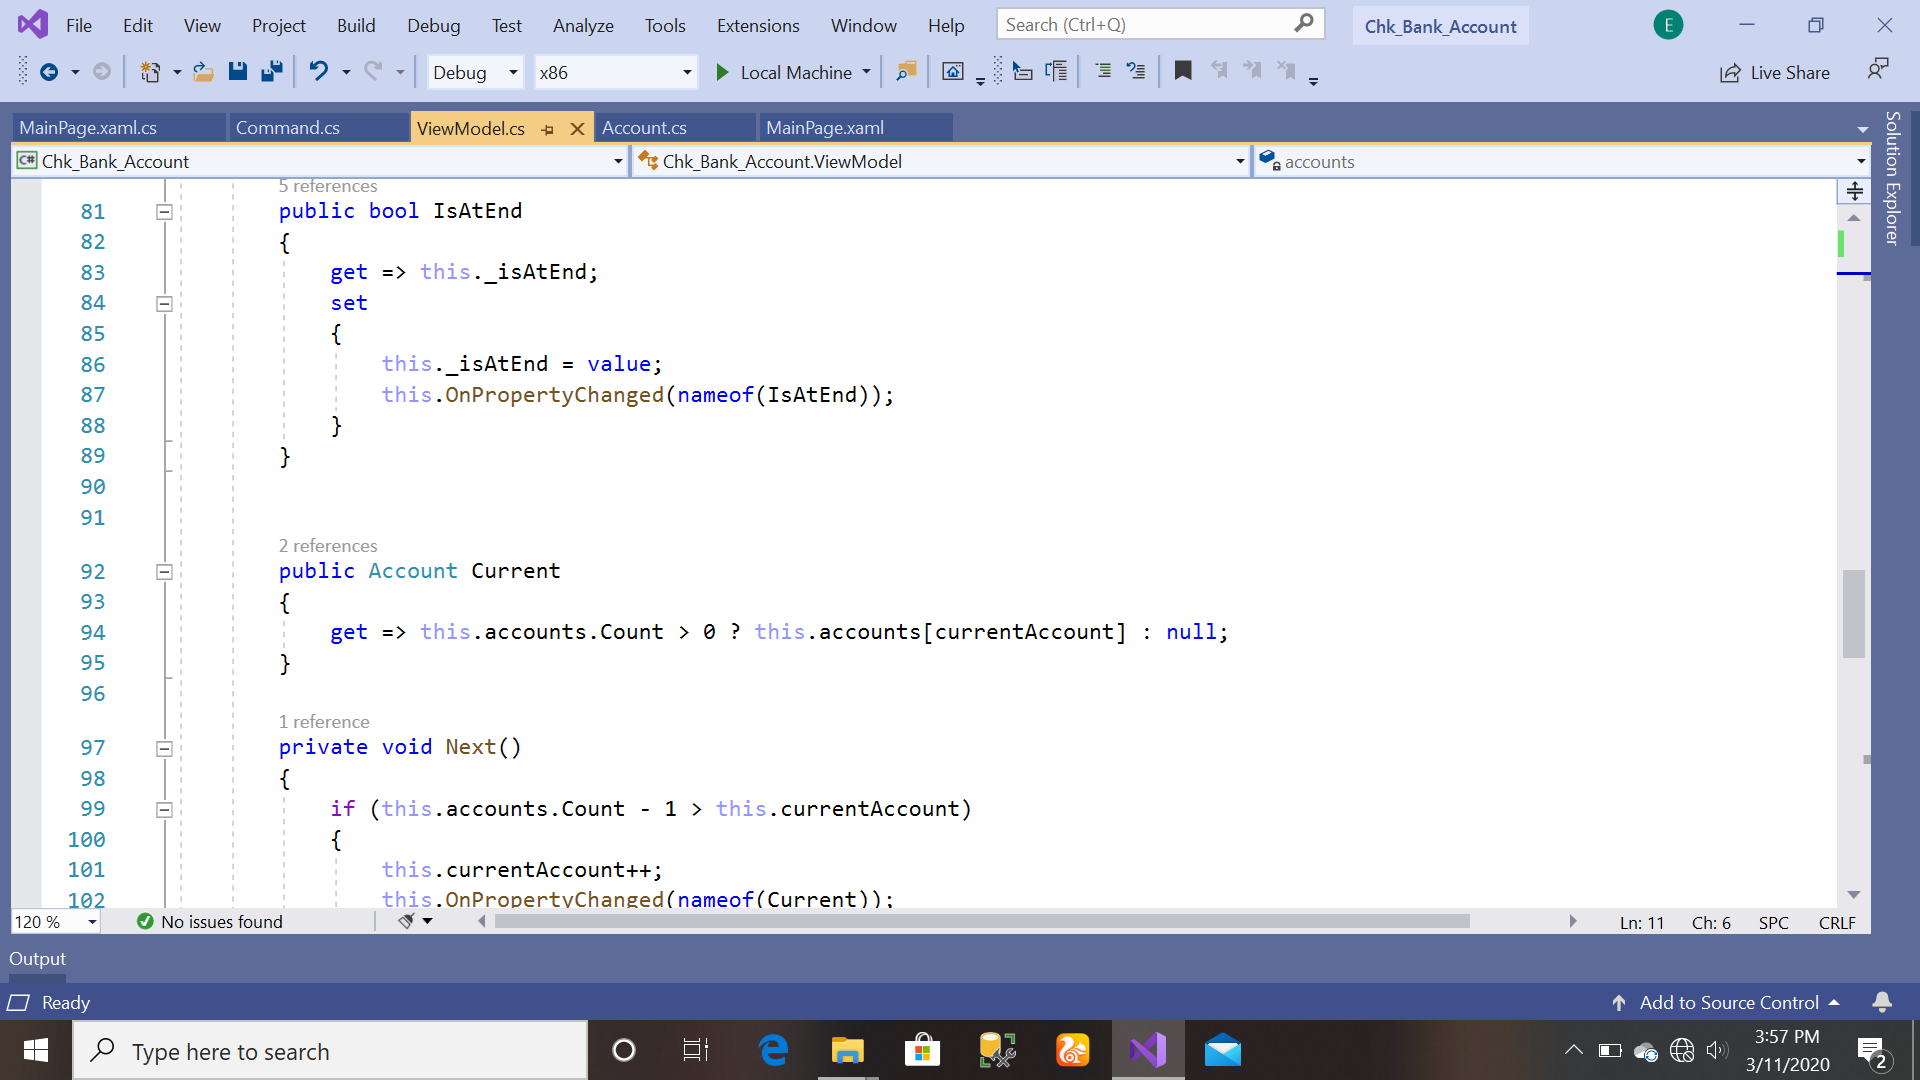 File Edit View Project Build Debug Test Analyze Tools Extensions Window Help Search (Ctrl+Q) Chk_Bank_Account E
Debug x86 Local Machine Live Share
MainPage.xaml.cs Command.cs ViewModel.cs Account.cs MainPage.xaml
C# Chk_Bank_Account Chk_Bank_Account.ViewModel accounts
Solution Explorer
5 references
81 public bool IsAtEnd
82 {
83 get => this._isAtEnd;
84 set
85 {
86 this._isAtEnd = value;
87 this.OnPropertyChanged(nameof(IsAtEnd));
88 }
89 }
90
91
2 references
92 public Account Current
93 {
94 get => this.accounts.Count > 0 ? this.accounts[currentAccount] : null;
95 }
96
1 reference
97 private void Next()
98 {
99 if (this.accounts.Count - 1 > this.currentAccount)
100 {
101 this.currentAccount++;
102 this.OnPropertyChanged(nameof(Current));
120 % No issues found Ln: 11 Ch: 6 SPC CRLF
Output
Ready Add to Source Control
Type here to search
3:57 PM
3/11/2020
2